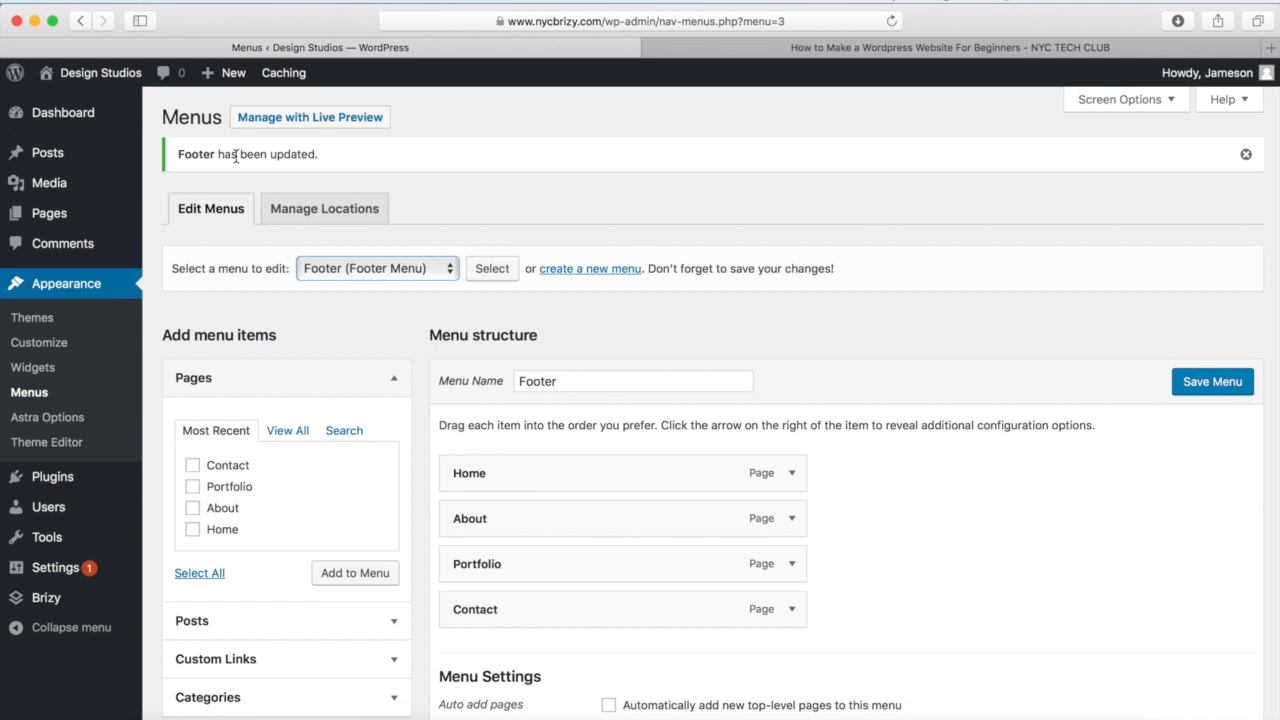 www.nycbrizy.com/wp-admin/nav-menus.php?menu=3
Menus ‹ Design Studios — WordPress
How to Make a Wordpress Website For Beginners - NYC TECH CLUB
Design Studios 0 New Caching Howdy, Jameson
Dashboard
Posts
Media
Pages
Comments
Appearance
Themes
Customize
Widgets
Menus
Astra Options
Theme Editor
Plugins
Users
Tools
Settings 1
Brizy
Collapse menu
Screen Options Help
Menus Manage with Live Preview
Footer has been updated.
Edit Menus Manage Locations
Select a menu to edit: Footer (Footer Menu) Select or create a new menu. Don't forget to save your changes!
Add menu items
Pages
Most Recent View All Search
Contact
Portfolio
About
Home
Select All Add to Menu
Posts
Custom Links
Categories
Menu structure
Menu Name Footer Save Menu
Drag each item into the order you prefer. Click the arrow on the right of the item to reveal additional configuration options.
Home Page
About Page
Portfolio Page
Contact Page
Menu Settings
Auto add pages Automatically add new top-level pages to this menu